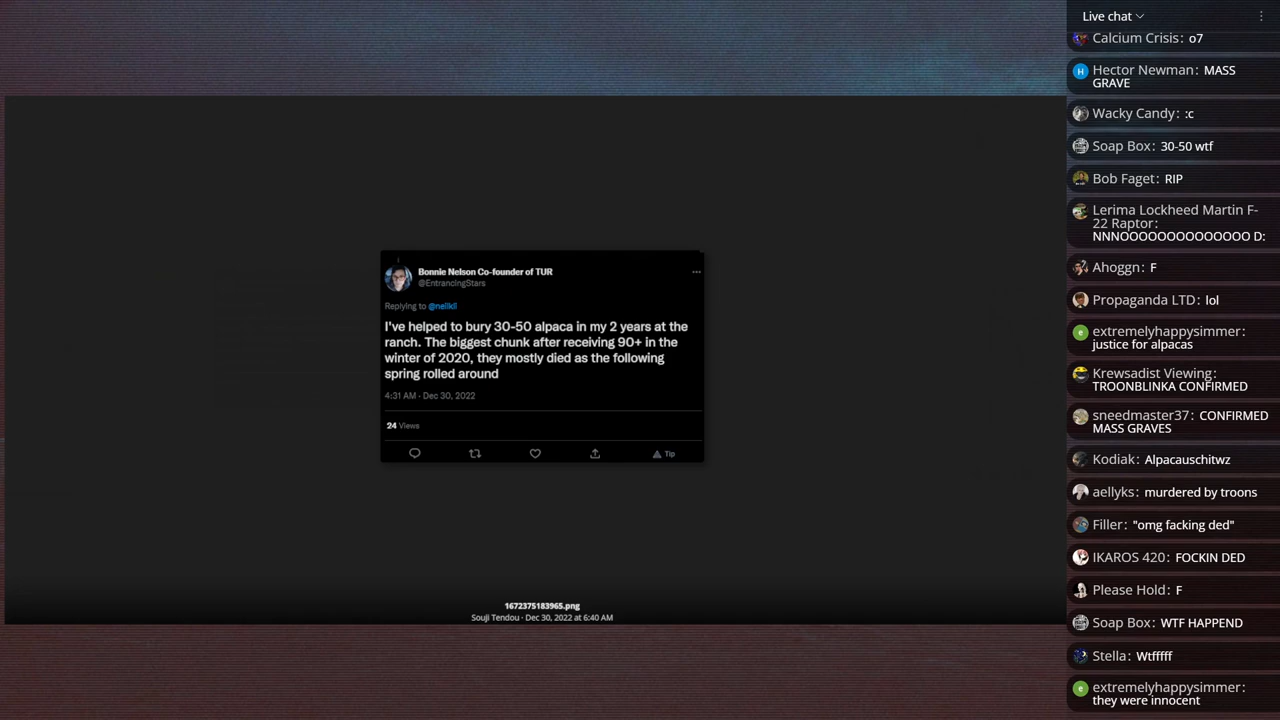 Bonnie Nelson Co-founder of TUR
@EntrancingStars
Replying to @neiikii
I've helped to bury 30-50 alpaca in my 2 years at the
ranch. The biggest chunk after receiving 90+ in the
winter of 2020, they mostly died as the following
spring rolled around
4:31 AM · Dec 30, 2022
24 Views
Tip
1672375183965.png
Souji Tendou · Dec 30, 2022 at 6:40 AM
Live chat
Calcium Crisis: o7
H
Hector Newman: MASS
GRAVE
Wacky Candy: :c
Soap Box: 30-50 wtf
Bob Faget: RIP
Lerima Lockheed Martin F-
22 Raptor:
NNNOOOOOOOOOOOOO D:
Ahoggn: F
Propaganda LTD: lol
e
extremelyhappysimmer:
justice for alpacas
Krewsadist Viewing:
TROONBLINKA CONFIRMED
sneedmaster37: CONFIRMED
MASS GRAVES
Kodiak: Alpacauschitwz
aellyks: murdered by troons
Filler: "omg facking ded"
IKAROS 420: FOCKIN DED
Please Hold: F
Soap Box: WTF HAPPEND
Stella: Wtfffff
e
extremelyhappysimmer:
they were innocent